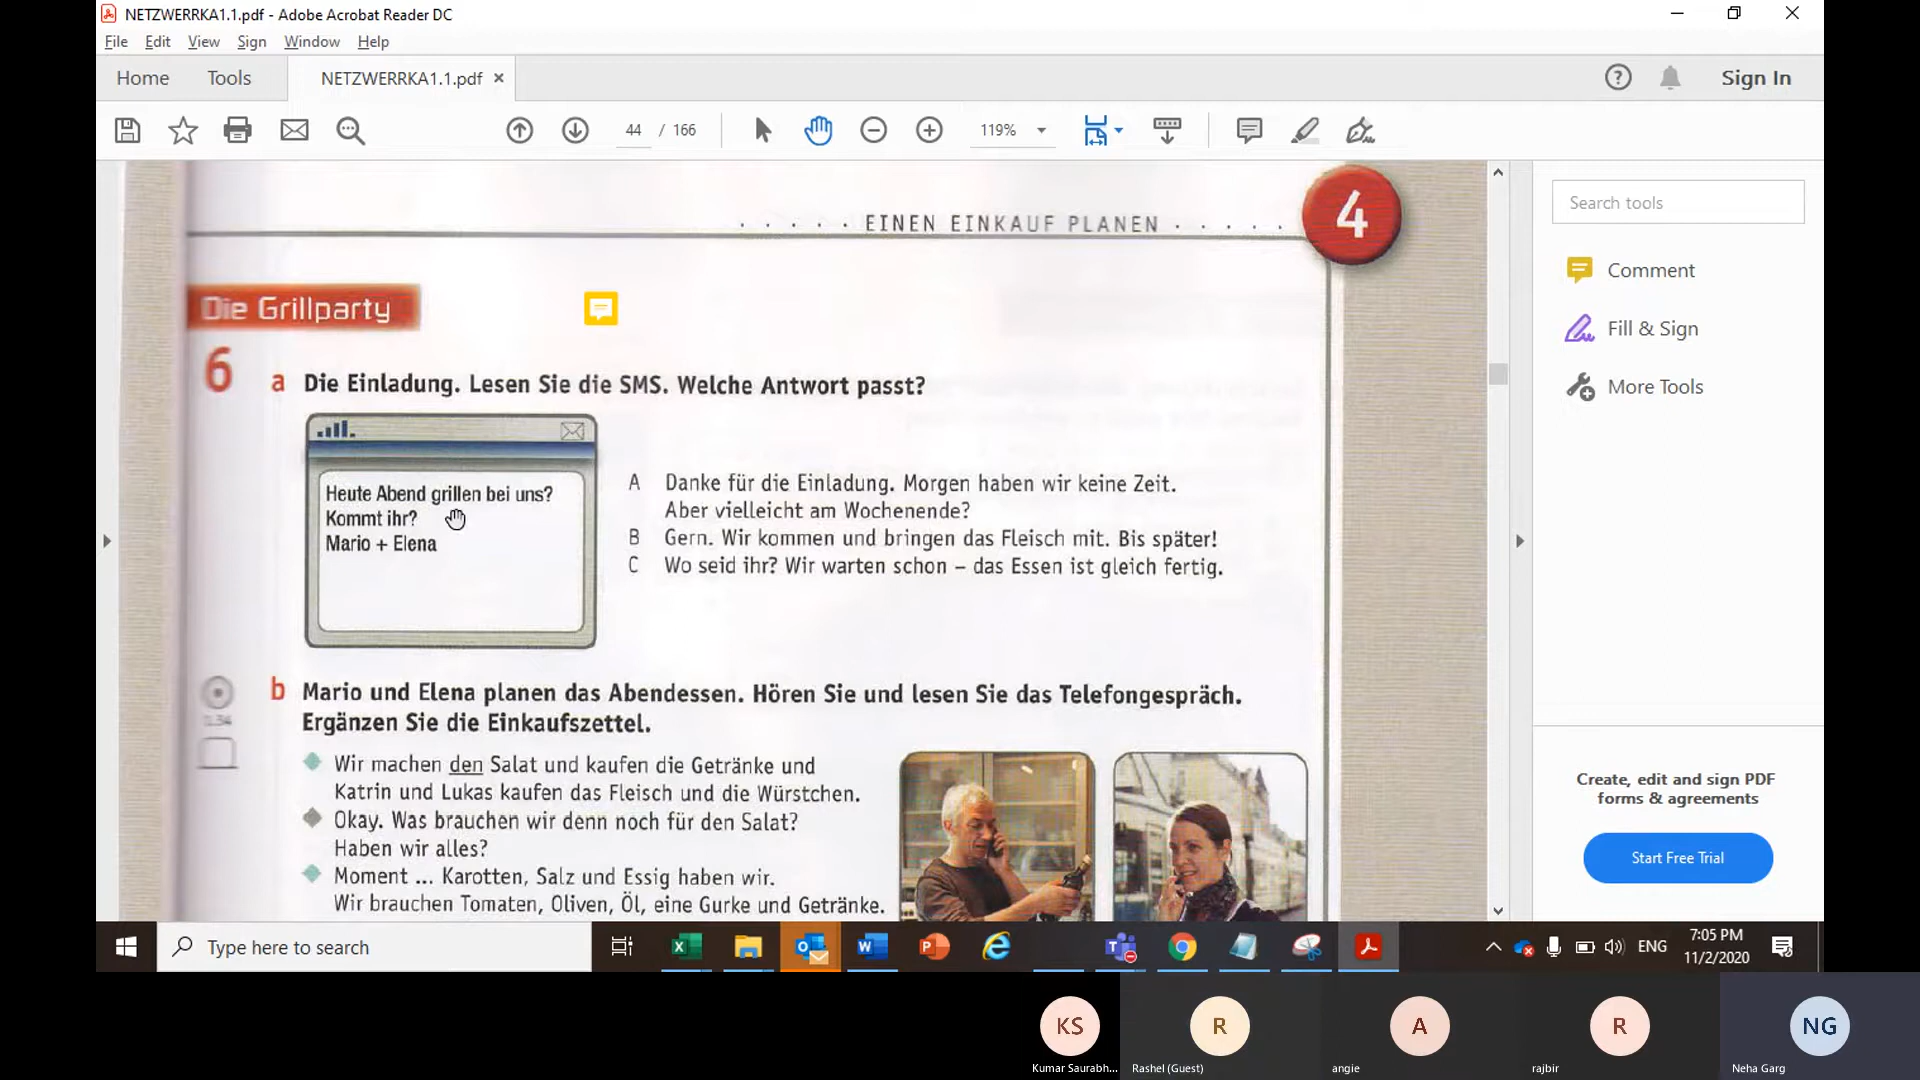 NETZWERRKA1.1.pdf - Adobe Acrobat Reader DC
File Edit View Sign Window Help
Home Tools NETZWERRKA1.1.pdf × Sign In
44 / 166 119%
Search tools
Comment
Fill & Sign
More Tools
Create, edit and sign PDF
forms & agreements
Start Free Trial
· · · · · EINEN EINKAUF PLANEN · · · · ·
4
Die Grillparty
6 a Die Einladung. Lesen Sie die SMS. Welche Antwort passt?
Heute Abend grillen bei uns?
Kommt ihr?
Mario + Elena
A Danke für die Einladung. Morgen haben wir keine Zeit.
Aber vielleicht am Wochenende?
B Gern. Wir kommen und bringen das Fleisch mit. Bis später!
C Wo seid ihr? Wir warten schon – das Essen ist gleich fertig.
1.34
b Mario und Elena planen das Abendessen. Hören Sie und lesen Sie das Telefongespräch.
Ergänzen Sie die Einkaufszettel.
Wir machen den Salat und kaufen die Getränke und
Katrin und Lukas kaufen das Fleisch und die Würstchen.
Okay. Was brauchen wir denn noch für den Salat?
Haben wir alles?
Moment ... Karotten, Salz und Essig haben wir.
Wir brauchen Tomaten, Oliven, Öl, eine Gurke und Getränke.
Type here to search
ENG
7:05 PM
11/2/2020
KS R A R NG
Kumar Saurabh... Rashel (Guest) angie rajbir Neha Garg